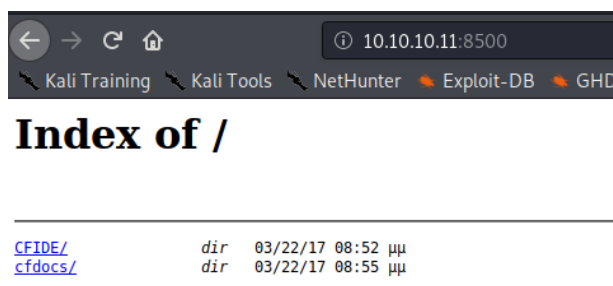 10.10.10.11:8500
Kali Training Kali Tools NetHunter Exploit-DB GHD
Index of /
CFIDE/ dir 03/22/17 08:52 μμ
cfdocs/ dir 03/22/17 08:55 μμ